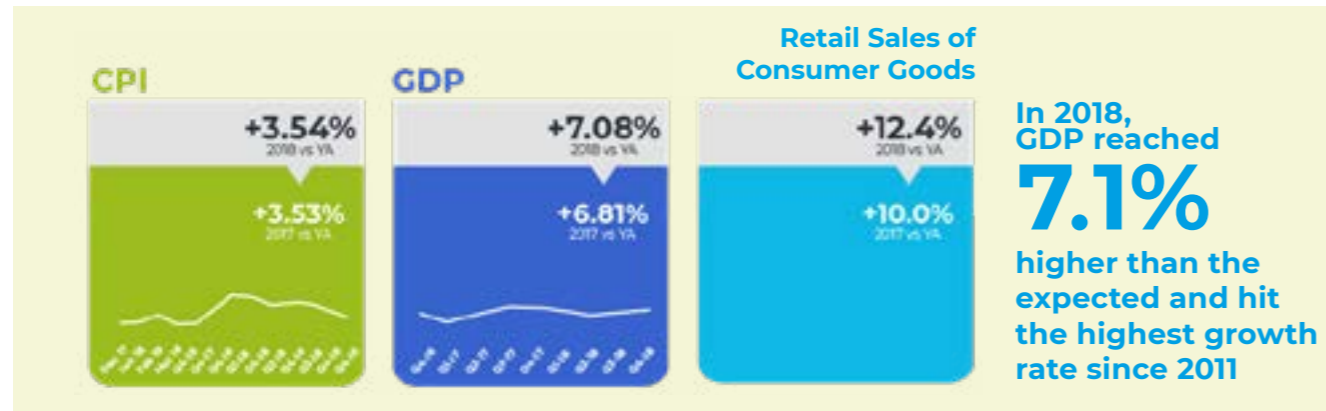 CPI
+3.54%
2018 vs YA
+3.53%
2017 vs YA
GDP
+7.08%
2018 vs YA
+6.81%
2017 vs YA
Retail Sales of
Consumer Goods
+12.4%
2018 vs YA
+10.0%
2017 vs YA
In 2018,
GDP reached
7.1%
higher than the
expected and hit
the highest growth
rate since 2011